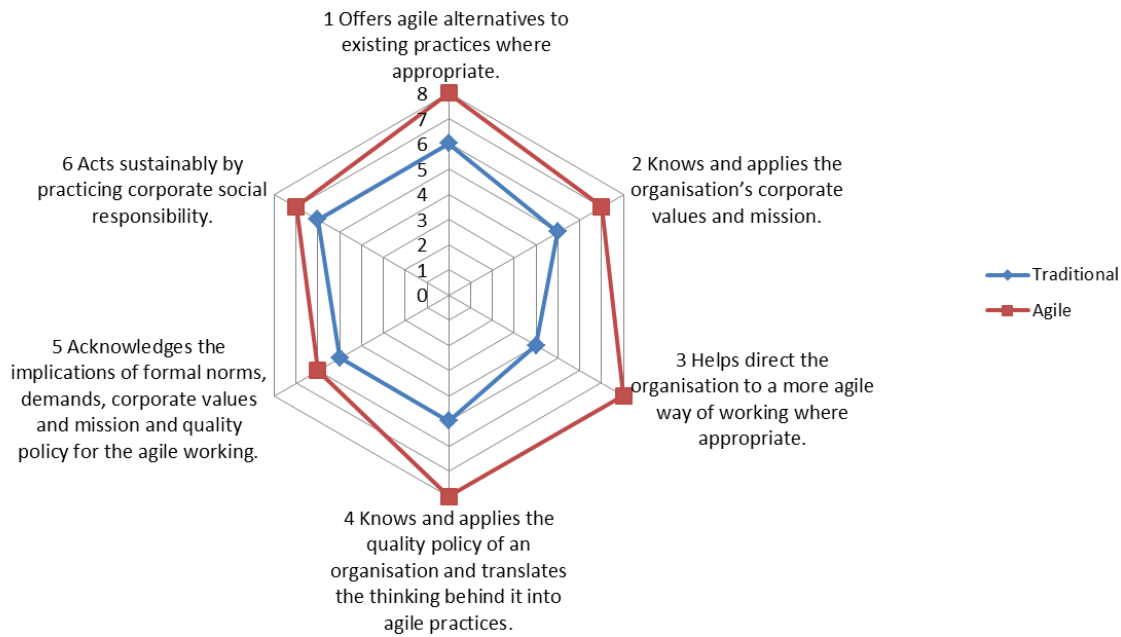 1 Offers agile alternatives to
existing practices where
appropriate.
8
7
6
5
4
3
2
1
0
2 Knows and applies the
organisation’s corporate
values and mission.
3 Helps direct the
organisation to a more agile
way of working where
appropriate.
4 Knows and applies the
quality policy of an
organisation and translates
the thinking behind it into
agile practices.
5 Acknowledges the
implications of formal norms,
demands, corporate values
and mission and quality
policy for the agile working.
6 Acts sustainably by
practicing corporate social
responsibility.
Traditional
Agile